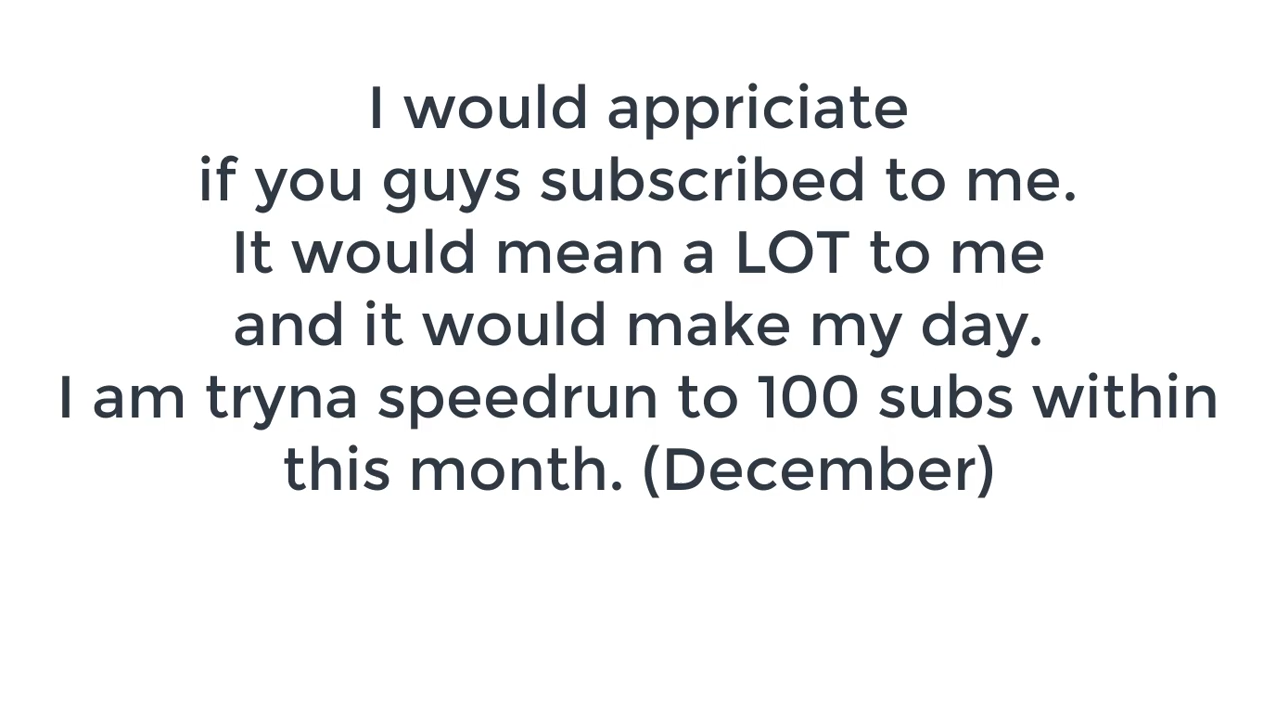 I would appriciate
if you guys subscribed to me.
It would mean a LOT to me
and it would make my day.
I am tryna speedrun to 100 subs within
this month. (December)